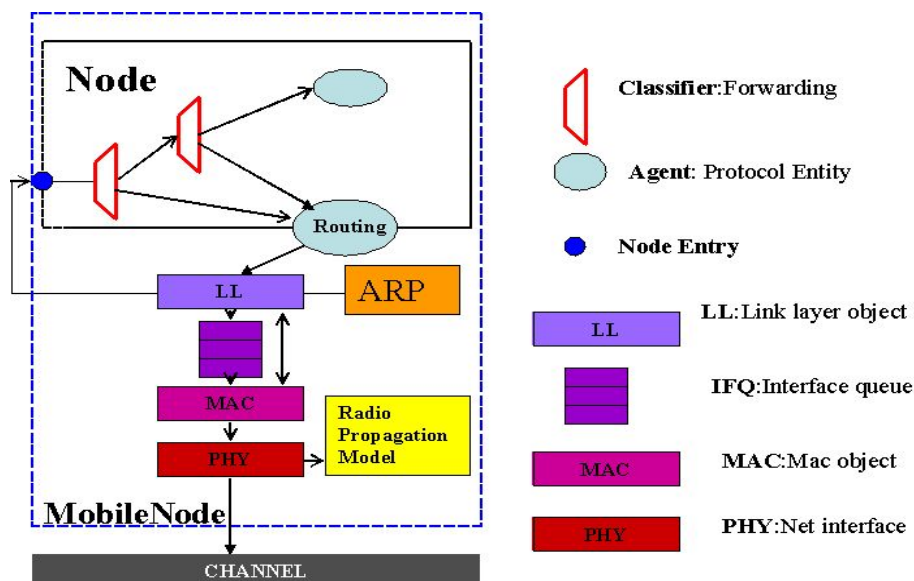 Node
Routing
LL
ARP
MAC
Radio
Propagation
Model
PHY
MobileNode
CHANNEL
Classifier:Forwarding
Agent: Protocol Entity
Node Entry
LL
LL:Link layer object
IFQ:Interface queue
MAC
MAC:Mac object
PHY
PHY:Net interface